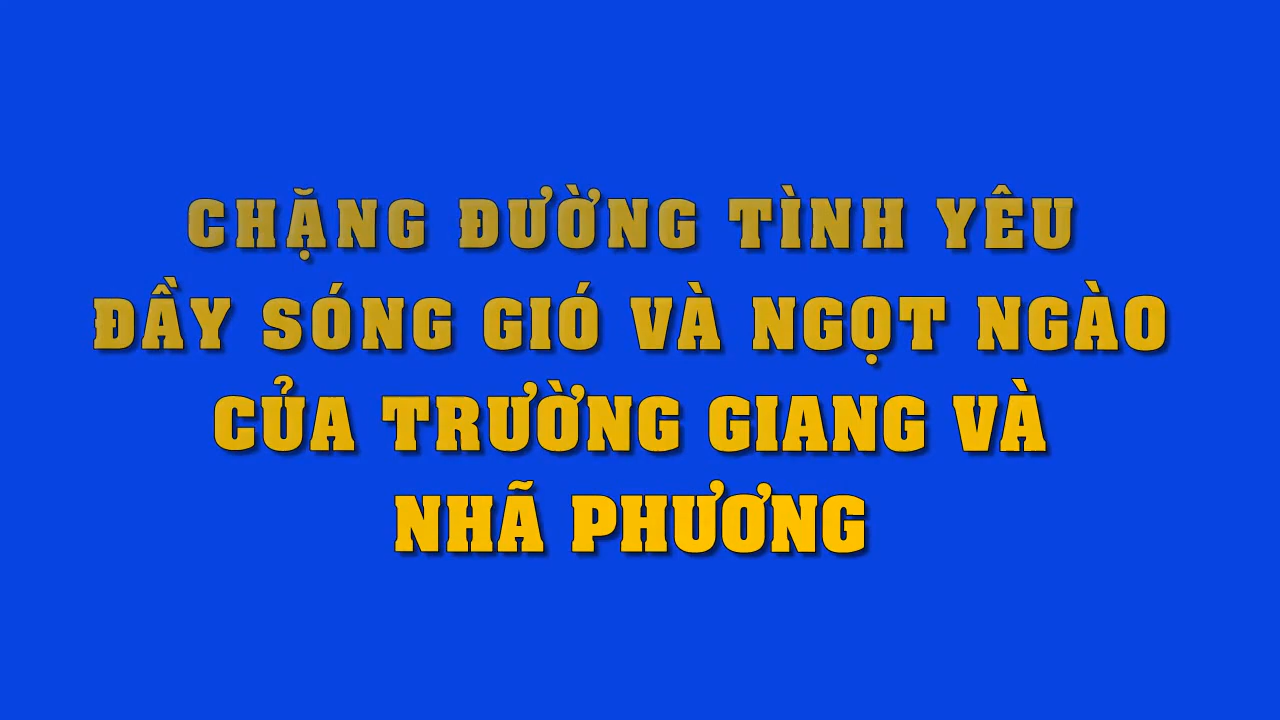 CHẶNG ĐƯỜNG TÌNH YÊU
ĐẦY SÓNG GIÓ VÀ NGỌT NGÀO
CỦA TRƯỜNG GIANG VÀ
NHÃ PHƯƠNG